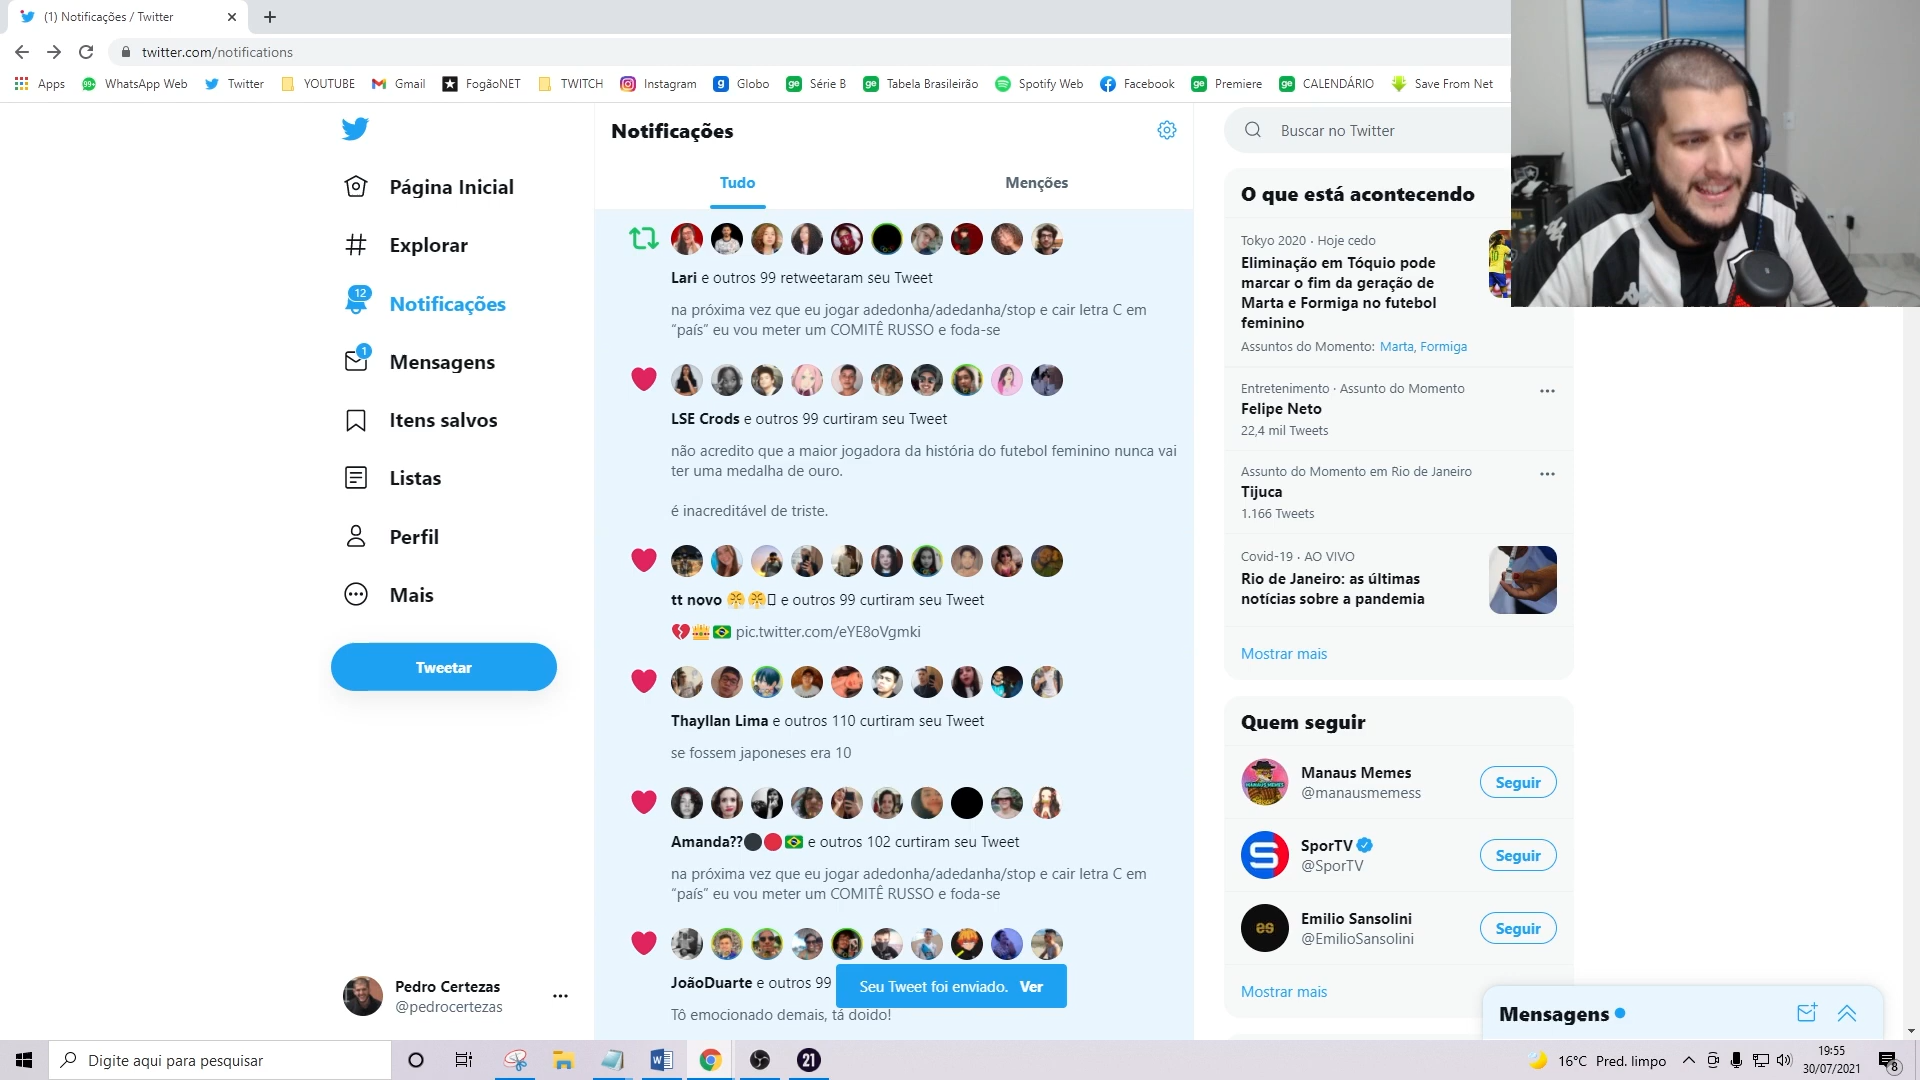 (1) Notificações / Twitter
twitter.com/notifications
Apps
99+
WhatsApp Web
Twitter
YOUTUBE
Gmail
FogãoNET
TWITCH
Instagram
g
Globo
ge
Série B
ge
Tabela Brasileirão
Spotify Web
Facebook
ge
Premiere
ge
CALENDÁRIO
Save From Net
Página Inicial
Explorar
12
Notificações
1
Mensagens
Itens salvos
Listas
Perfil
Mais
Tweetar
Pedro Certezas
@pedrocertezas
Notificações
Tudo
Menções
Lari e outros 99 retweetaram seu Tweet
na próxima vez que eu jogar adedonha/adedanha/stop e cair letra C em
“país” eu vou meter um COMITÊ RUSSO e foda-se
LSE Crods e outros 99 curtiram seu Tweet
não acredito que a maior jogadora da história do futebol feminino nunca vai
ter uma medalha de ouro.
é inacreditável de triste.
tt novo 😤😤▯ e outros 99 curtiram seu Tweet
💔👑🇧🇷 pic.twitter.com/eYE8oVgmki
Thayllan Lima e outros 110 curtiram seu Tweet
se fossem japoneses era 10
Amanda??⚫🔴🇧🇷 e outros 102 curtiram seu Tweet
na próxima vez que eu jogar adedonha/adedanha/stop e cair letra C em
“país” eu vou meter um COMITÊ RUSSO e foda-se
JoãoDuarte e outros 99
Tô emocionado demais, tá doido!
Seu Tweet foi enviado. Ver
Buscar no Twitter
O que está acontecendo
Tokyo 2020 · Hoje cedo
Eliminação em Tóquio pode
marcar o fim da geração de
Marta e Formiga no futebol
feminino
Assuntos do Momento: Marta, Formiga
Entretenimento · Assunto do Momento
Felipe Neto
22,4 mil Tweets
Assunto do Momento em Rio de Janeiro
Tijuca
1.166 Tweets
Covid-19 · AO VIVO
Rio de Janeiro: as últimas
notícias sobre a pandemia
Mostrar mais
Quem seguir
Manaus Memes
@manausmemess
Seguir
SporTV
@SporTV
Seguir
Emilio Sansolini
@EmilioSansolini
Seguir
Mostrar mais
Mensagens
Digite aqui para pesquisar
21
16°C Pred. limpo
19:55
30/07/2021
8